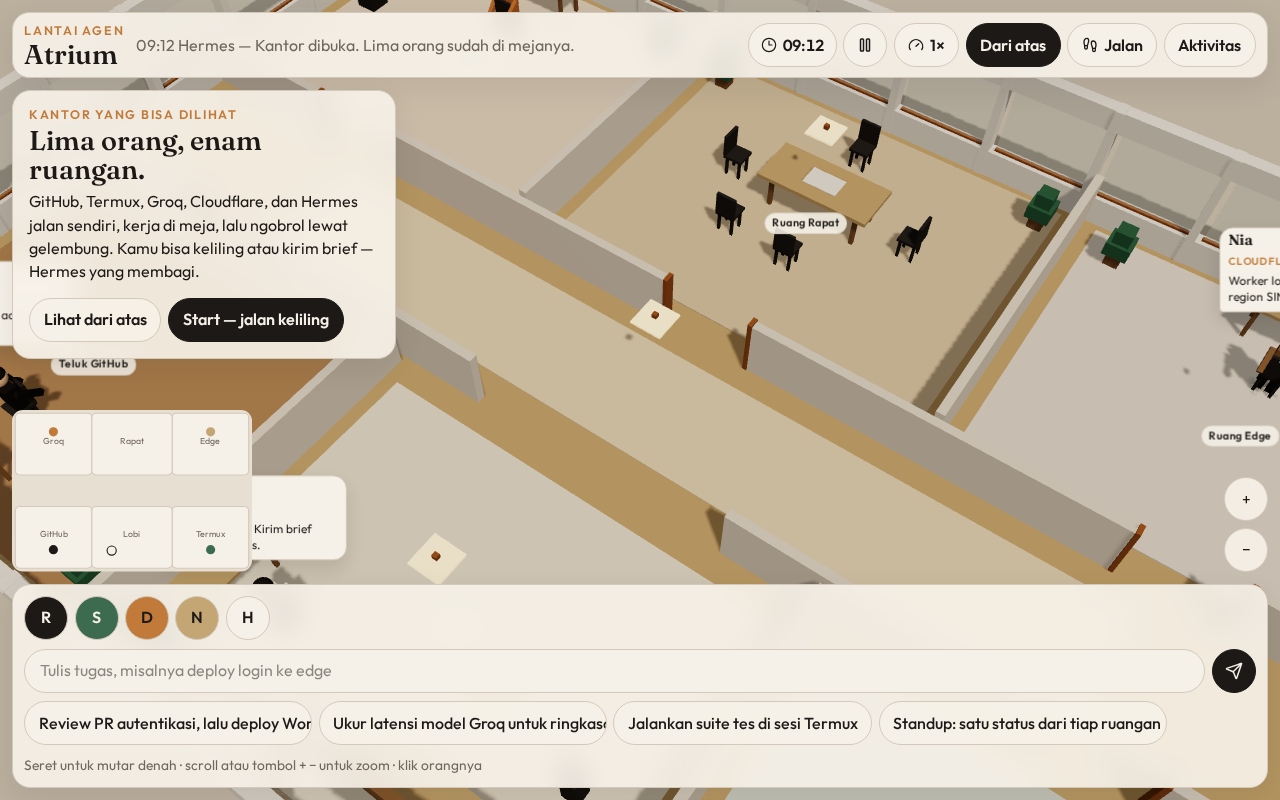 LANTAI AGEN
Atrium
09:12 Hermes — Kantor dibuka. Lima orang sudah di mejanya.
09:12
1×
Dari atas
Jalan
Aktivitas
KANTOR YANG BISA DILIHAT
Lima orang, enam
ruangan.
GitHub, Termux, Groq, Cloudflare, dan Hermes
jalan sendiri, kerja di meja, lalu ngobrol lewat
gelembung. Kamu bisa keliling atau kirim brief —
Hermes yang membagi.
Lihat dari atas
Start — jalan keliling
Ruang Rapat
Nia
CLOUDFL
Worker lo
region SIN
Teluk GitHub
Ruang Edge
Groq
Rapat
Edge
GitHub
Lobi
Termux
Kirim brief
s.
+
−
R
S
D
N
H
Tulis tugas, misalnya deploy login ke edge
Review PR autentikasi, lalu deploy Wor
Ukur latensi model Groq untuk ringkas
Jalankan suite tes di sesi Termux
Standup: satu status dari tiap ruangan
Seret untuk mutar denah · scroll atau tombol + − untuk zoom · klik orangnya